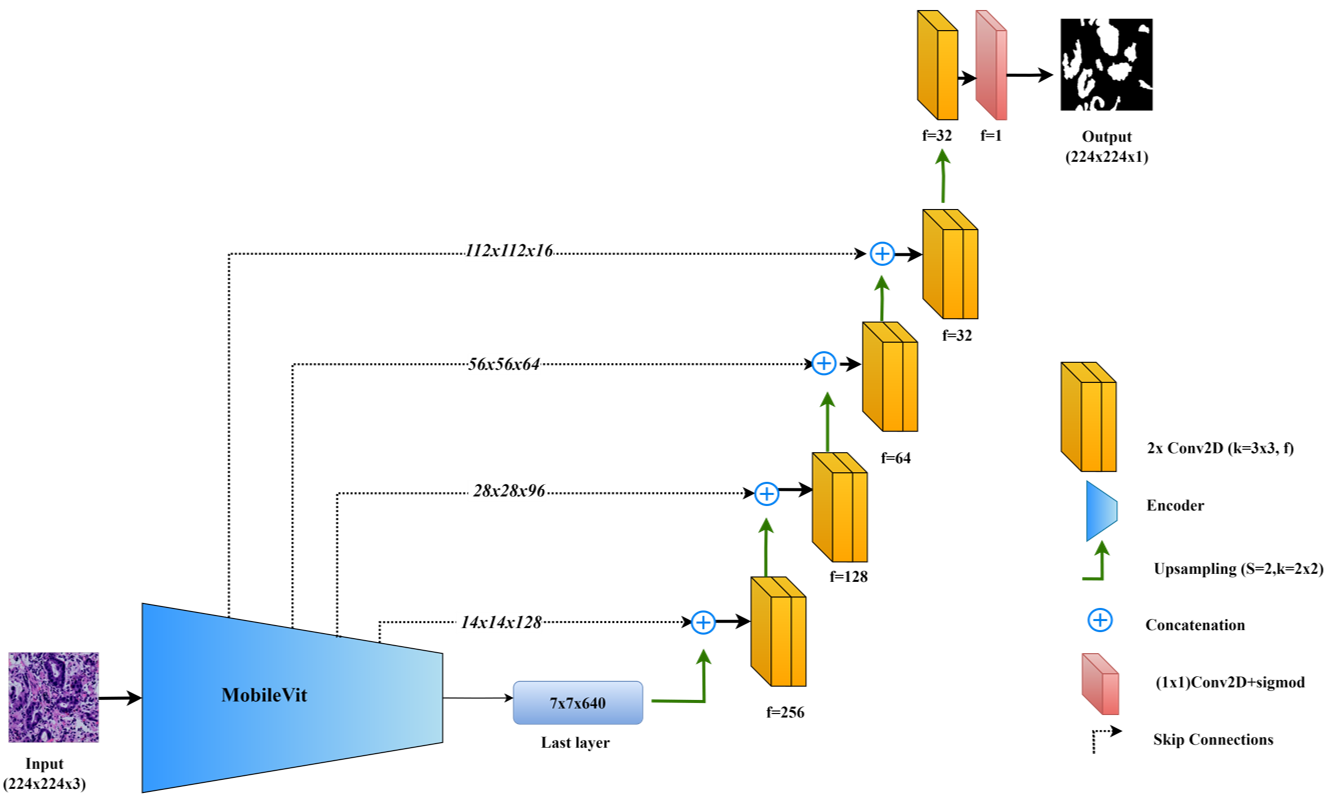 f=32
f=1
Output
(224x224x1)
112x112x16
f=32
56x56x64
f=64
28x28x96
f=128
14x14x128
f=256
MobileVit
7x7x640
Last layer
Input
(224x224x3)
2x Conv2D (k=3x3, f)
Encoder
Upsampling (S=2,k=2x2)
Concatenation
(1x1)Conv2D+sigmod
Skip Connections